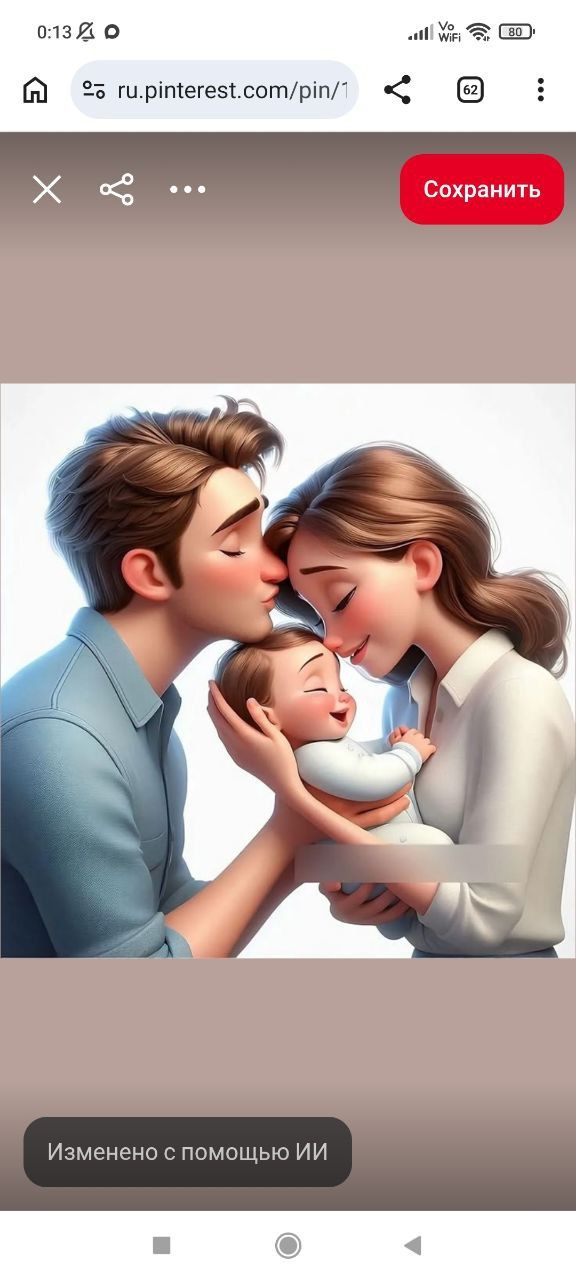 0:13 Vo WiFi 80
ru.pinterest.com/pin/1 62
Сохранить
Изменено с помощью ИИ